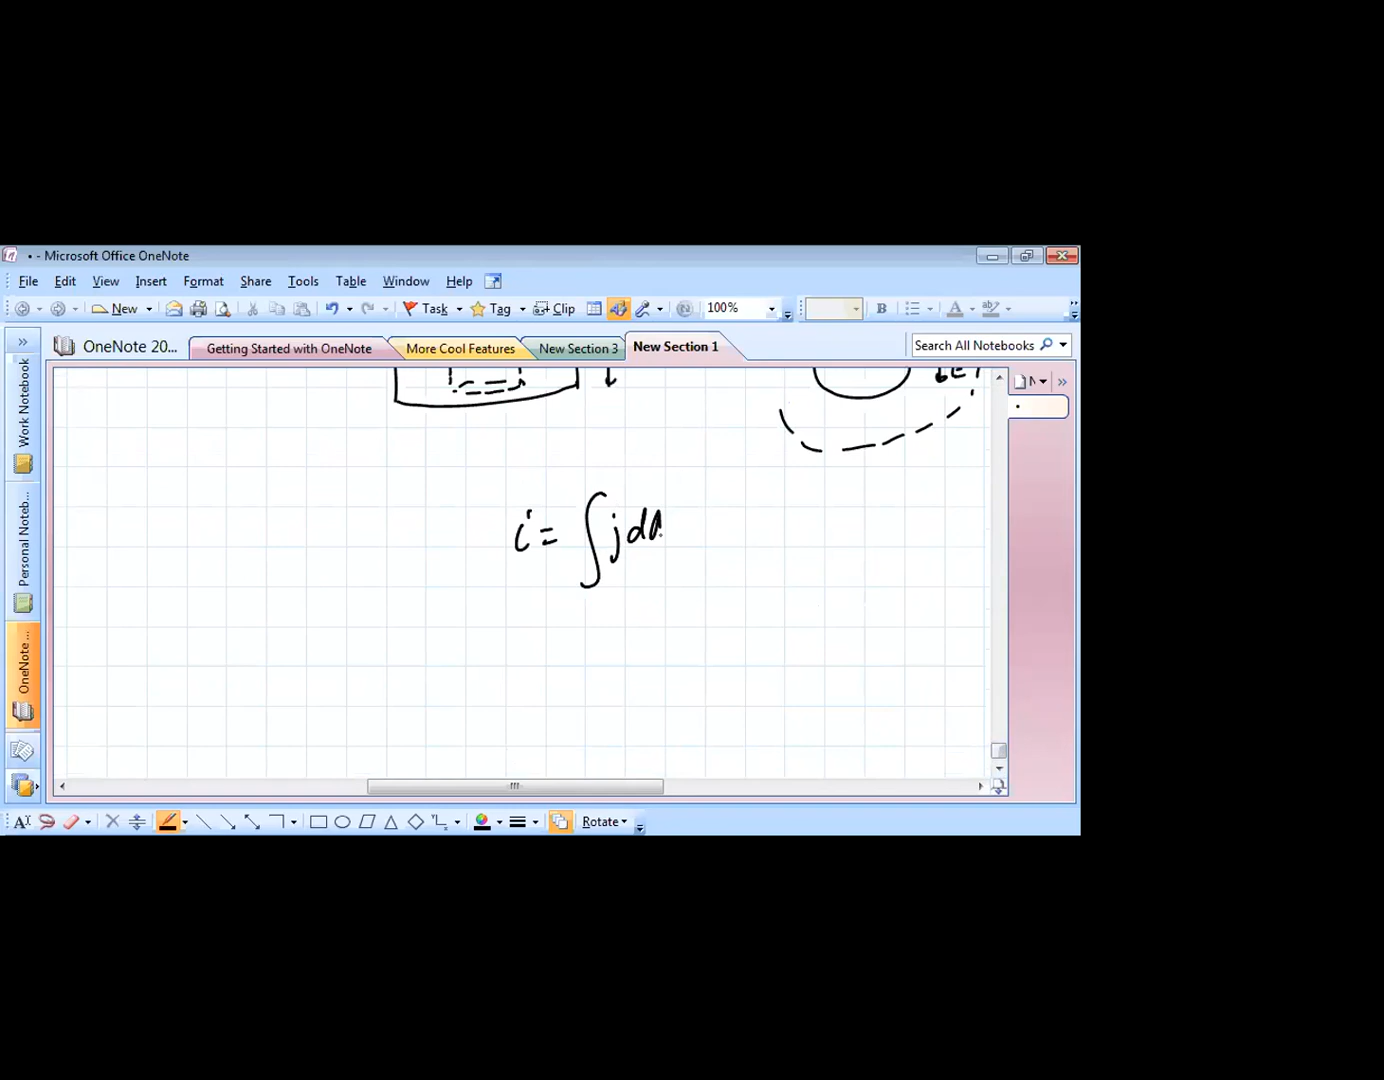 • - Microsoft Office OneNote
File Edit View Insert Format Share Tools Table Window Help
New Task Tag Clip 100% B A ab
OneNote 20... Getting Started with OneNote More Cool Features New Section 3 New Section 1 Search All Notebooks
Work Notebook
Personal Noteb...
OneNote ...
N
i = ∫ j dA
A Rotate